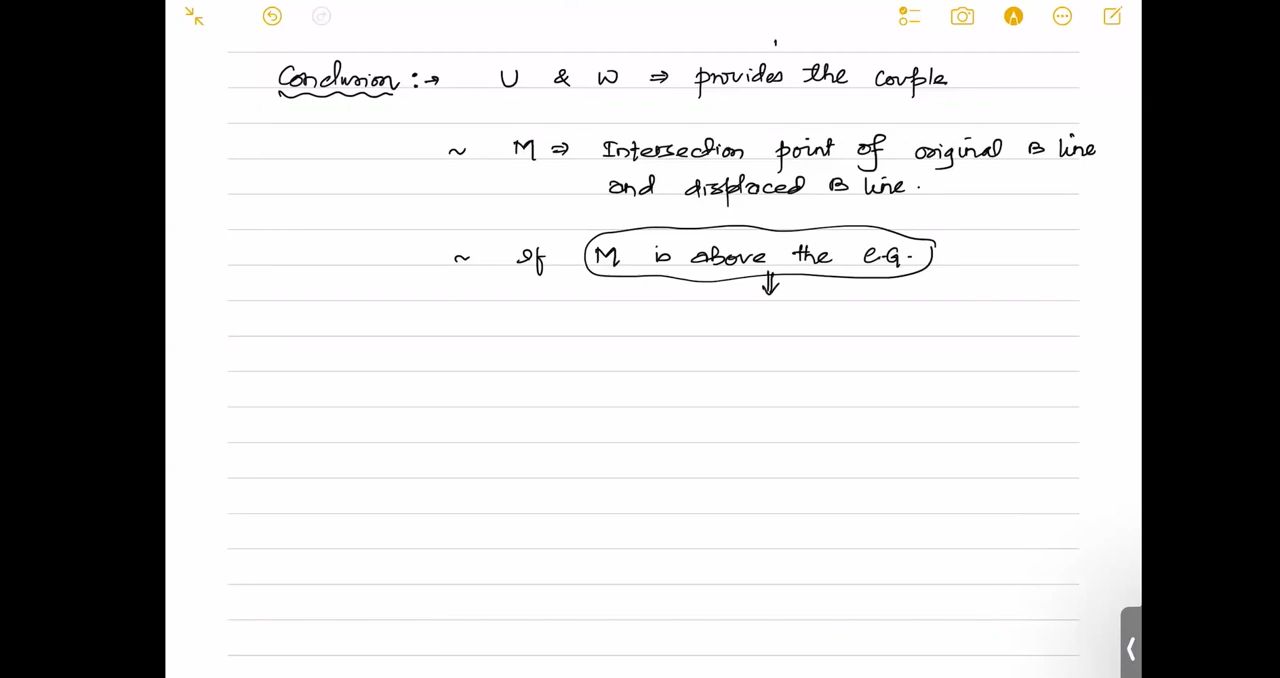 Conclusion :→ U & W ⇒ provides the couple
~ M ⇒ Intersection point of original B line
and displaced B line.
~ If M is above the C.G.
⇓